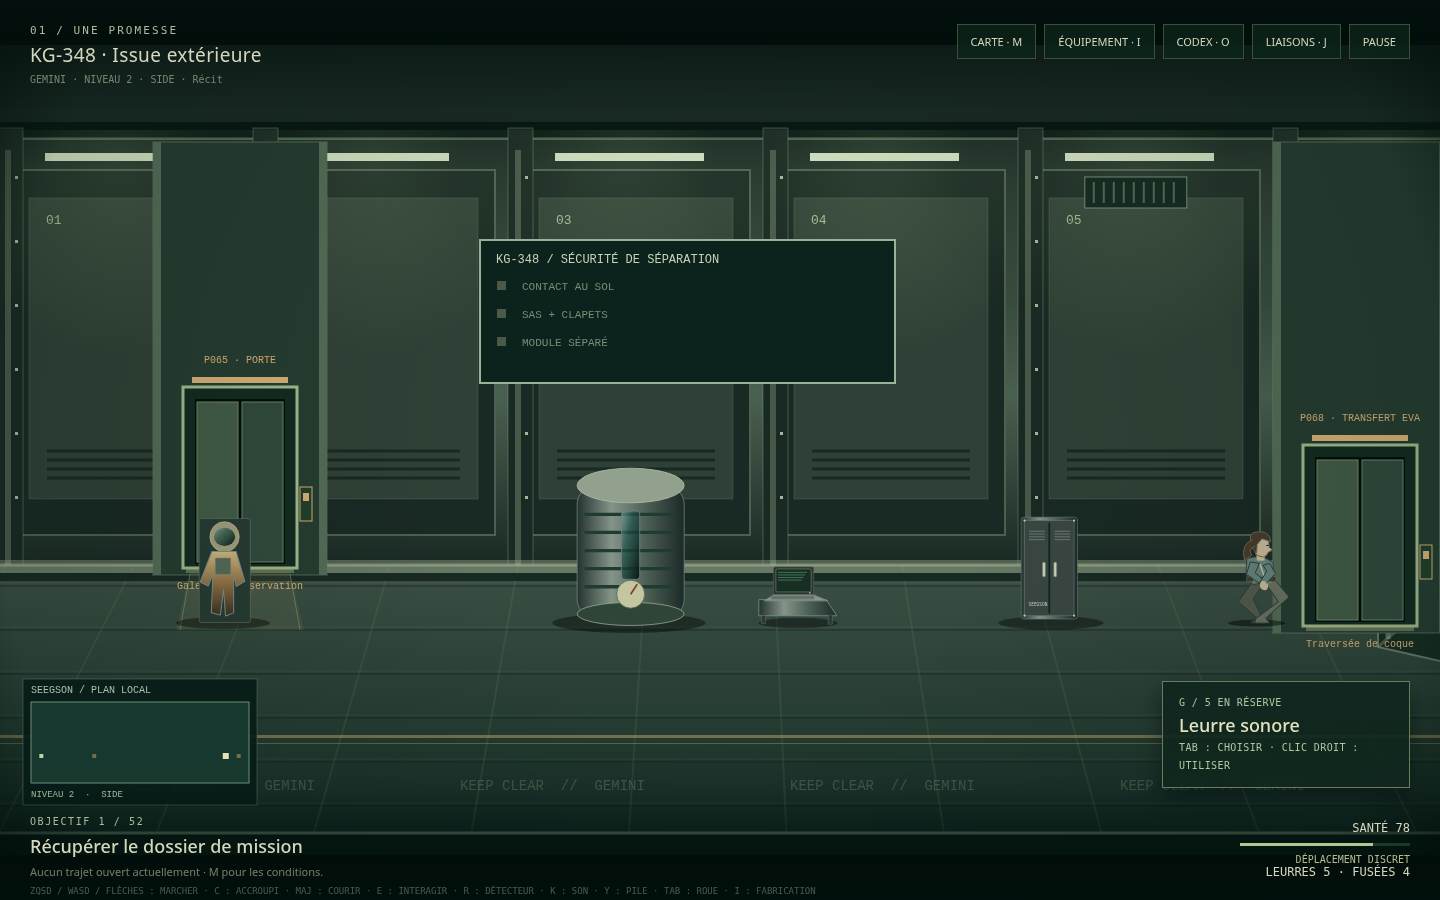 01 / UNE PROMESSE
KG-348 · Issue extérieure
GEMINI · NIVEAU 2 · SIDE · Récit
CARTE · M
ÉQUIPEMENT · I
CODEX · O
LIAISONS · J
PAUSE
01
03
04
05
KG-348 / SÉCURITÉ DE SÉPARATION
CONTACT AU SOL
SAS + CLAPETS
MODULE SÉPARÉ
P065 · PORTE
P068 · TRANSFERT EVA
SEEGSON
Traversée de coque
SEEGSON / PLAN LOCAL
NIVEAU 2 · SIDE
G / 5 EN RÉSERVE
Leurre sonore
TAB : CHOISIR · CLIC DROIT :
UTILISER
GEMINI
KEEP CLEAR // GEMINI
KEEP CLEAR // GEMINI
KEEP
OBJECTIF 1 / 52
Récupérer le dossier de mission
Aucun trajet ouvert actuellement · M pour les conditions.
ZQSD / WASD / FLÈCHES : MARCHER · C : ACCROUPI · MAJ : COURIR · E : INTERAGIR · R : DÉTECTEUR · K : SON · Y : PILE · TAB : ROUE · I : FABRICATION
SANTÉ 78
DÉPLACEMENT DISCRET
LEURRES 5 · FUSÉES 4